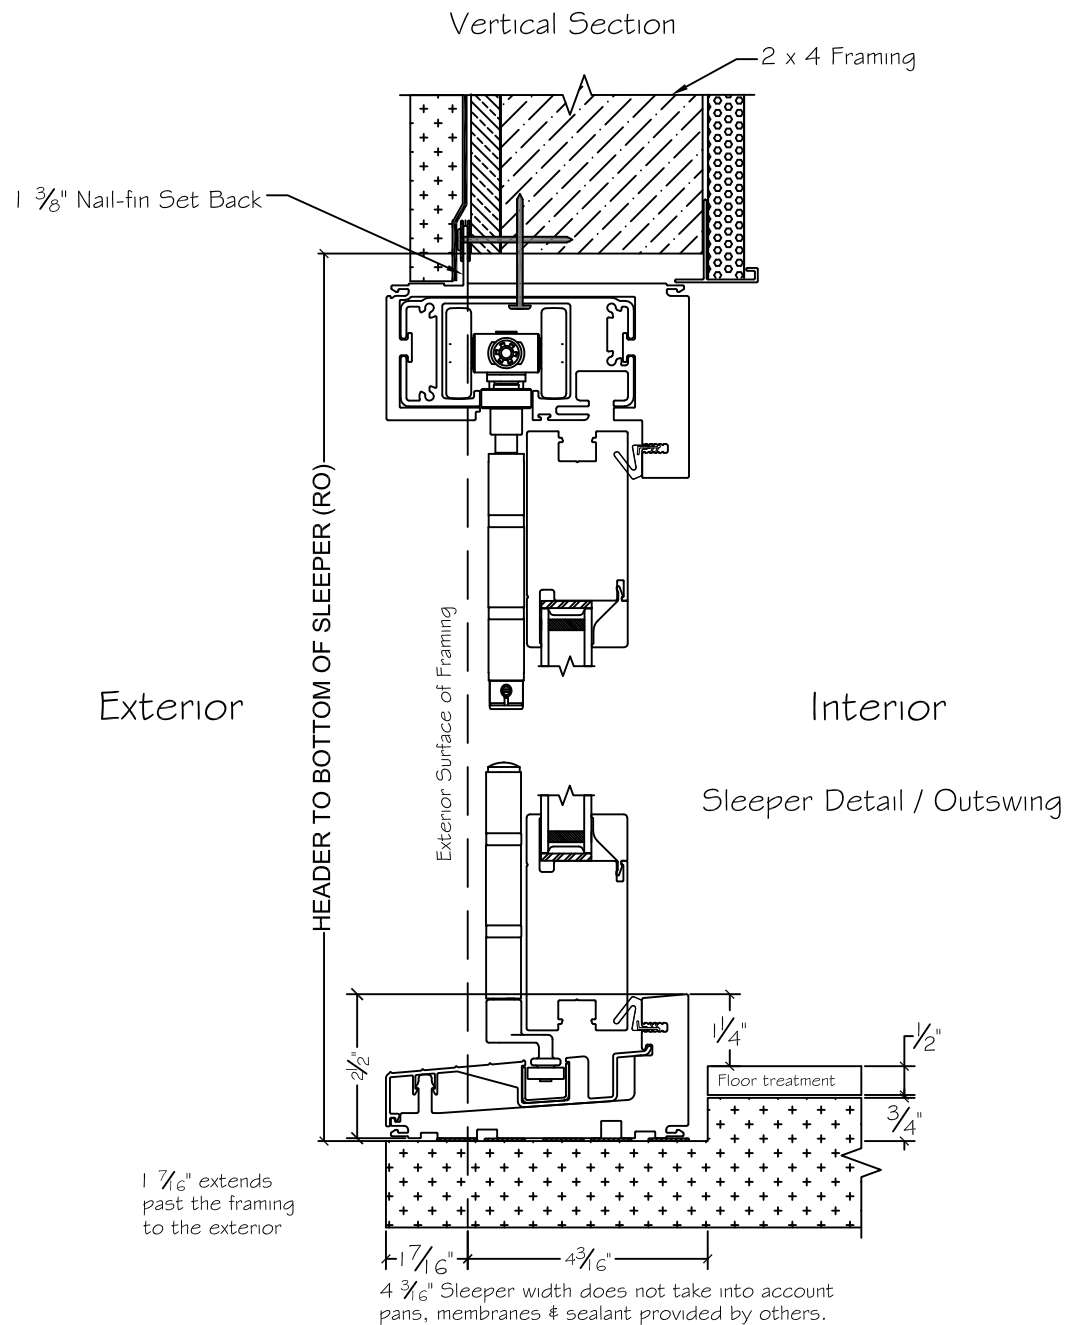 Vertical Section
2 x 4 Framing
1 3/8" Nail-fin Set Back
HEADER TO BOTTOM OF SLEEPER (RO)
Exterior Surface of Framing
Exterior
Interior
Sleeper Detail / Outswing
2 1/2"
1 1/4"
1/2"
Floor treatment
3/4"
1 7/16" extends
past the framing
to the exterior
1 7/16"
4 3/16"
4 3/16" Sleeper width does not take into account
pans, membranes & sealant provided by others.